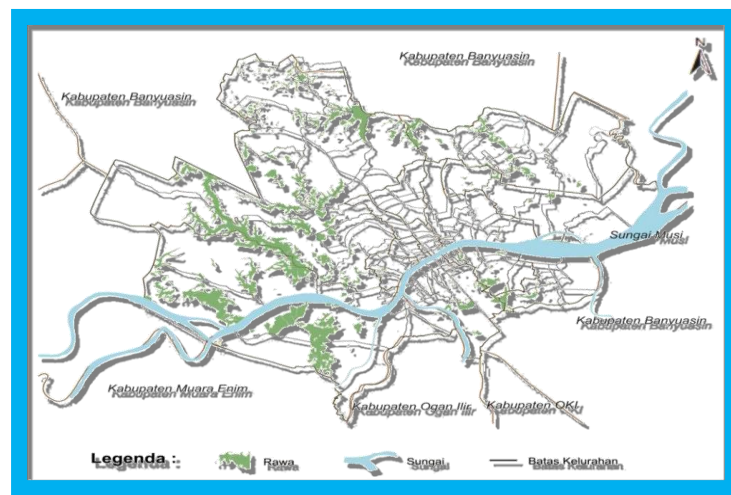 N
Kabupaten Banyuasin
Kabupaten Banyuasin
Sungai Musi
Kabupaten Banyuasin
Kabupaten Muara Enim
Kabupaten Ogan Ilir
Kabupaten OKI
Legenda :
Rawa
Sungai
Batas Kelurahan